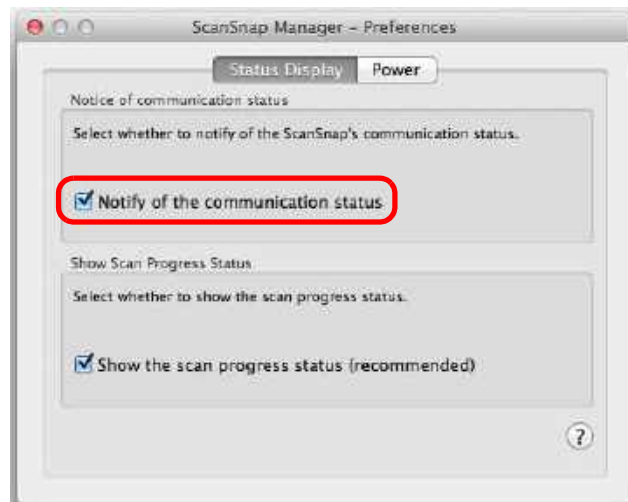 ScanSnap Manager – Preferences
Status Display Power
Notice of communication status
Select whether to notify of the ScanSnap's communication status.
Notify of the communication status
Show Scan Progress Status
Select whether to show the scan progress status.
Show the scan progress status (recommended)
?